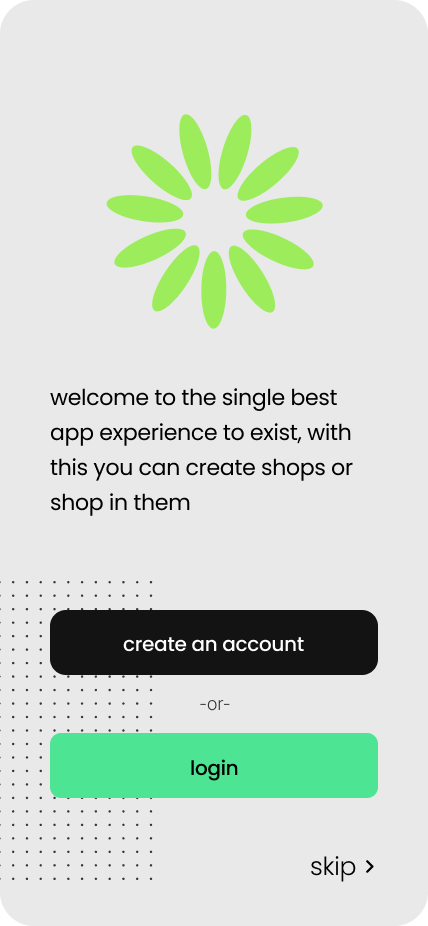 welcome to the single best
app experience to exist, with
this you can create shops or
shop in them
create an account
-or-
login
skip